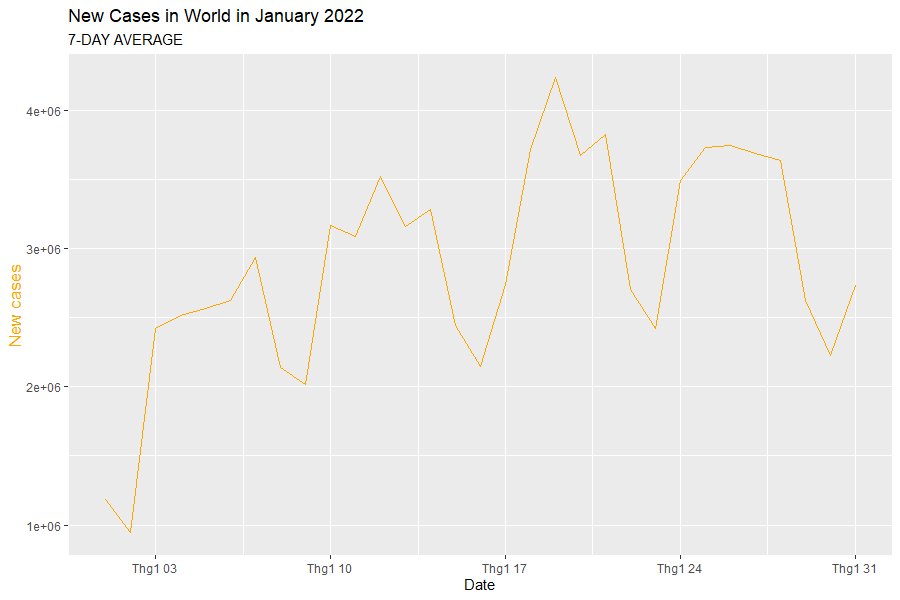 New Cases in World in January 2022
7-DAY AVERAGE
New cases
4e+06
3e+06
2e+06
1e+06
Thg1 03
Thg1 10
Thg1 17
Thg1 24
Thg1 31
Date